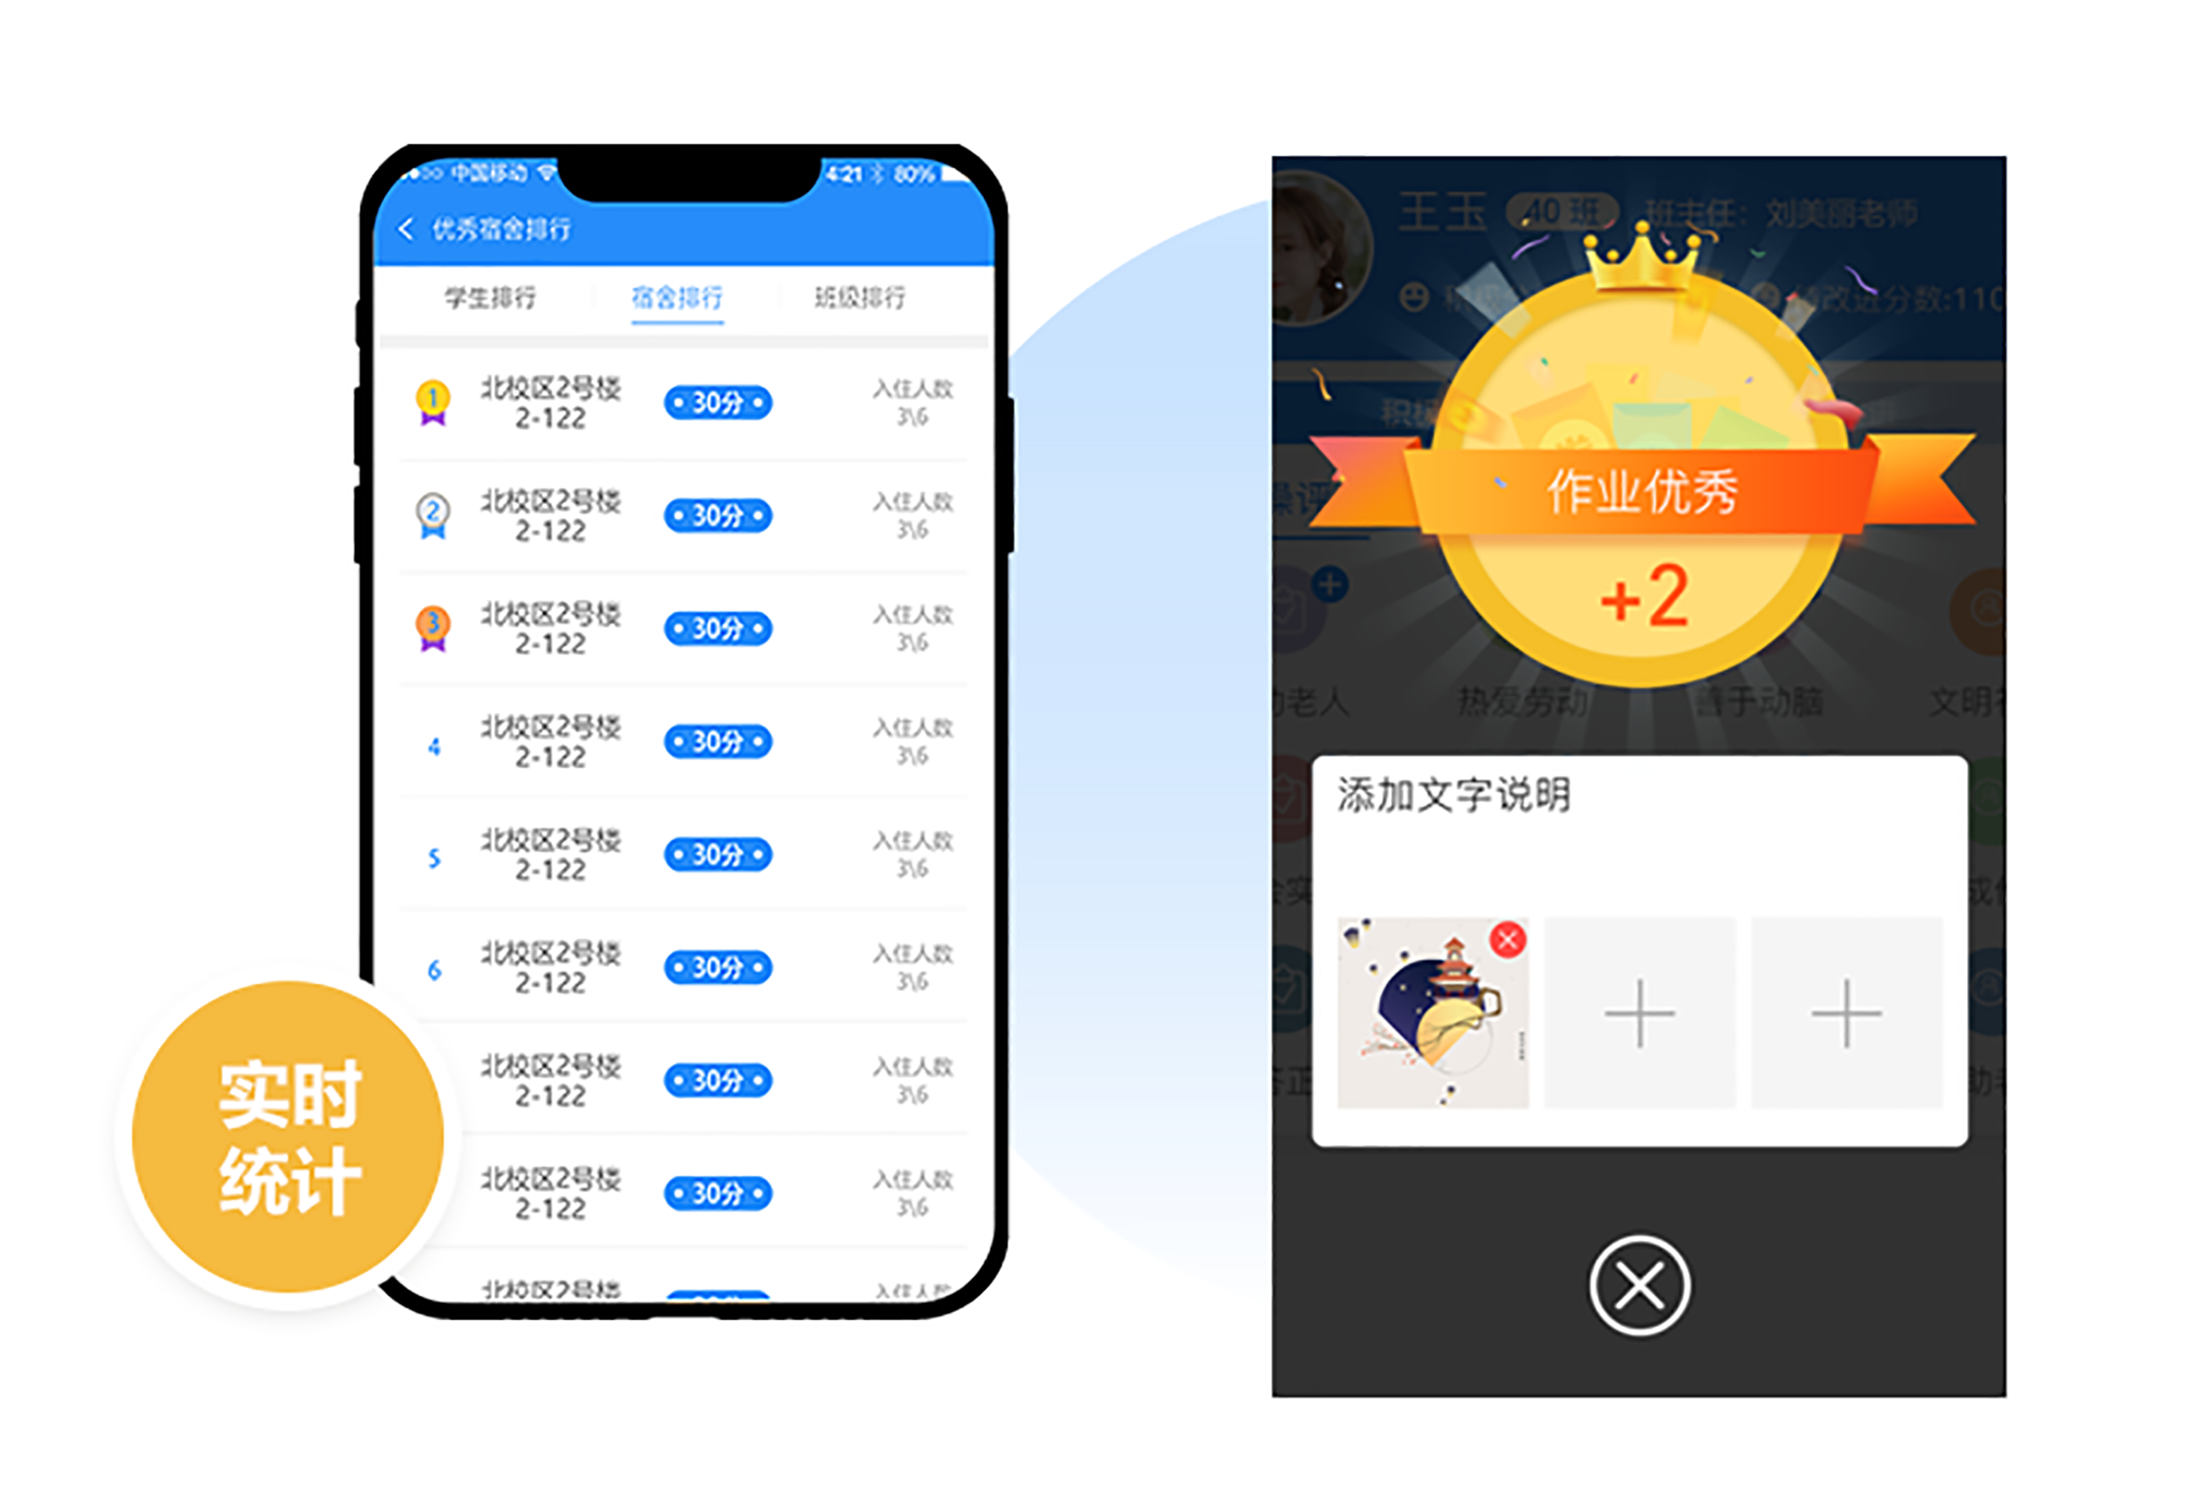 中国移动
4:21 80%
优秀宿舍排行
学生排行 宿舍排行 班级排行
1 北校区2号楼 2-122 30分 入住人数 3\6
2 北校区2号楼 2-122 30分 入住人数 3\6
3 北校区2号楼 2-122 30分 入住人数 3\6
4 北校区2号楼 2-122 30分 入住人数 3\6
5 北校区2号楼 2-122 30分 入住人数 3\6
6 北校区2号楼 2-122 30分 入住人数 3\6
北校区2号楼 2-122 30分 入住人数 3\6
北校区2号楼 2-122 30分 入住人数 3\6
北校区2号楼 入住人数
实时
统计
王玉 40班 班主任：刘美丽老师
改进分数:110
作业优秀
+2
老人 热爱劳动 善于动脑 文明
添加文字说明